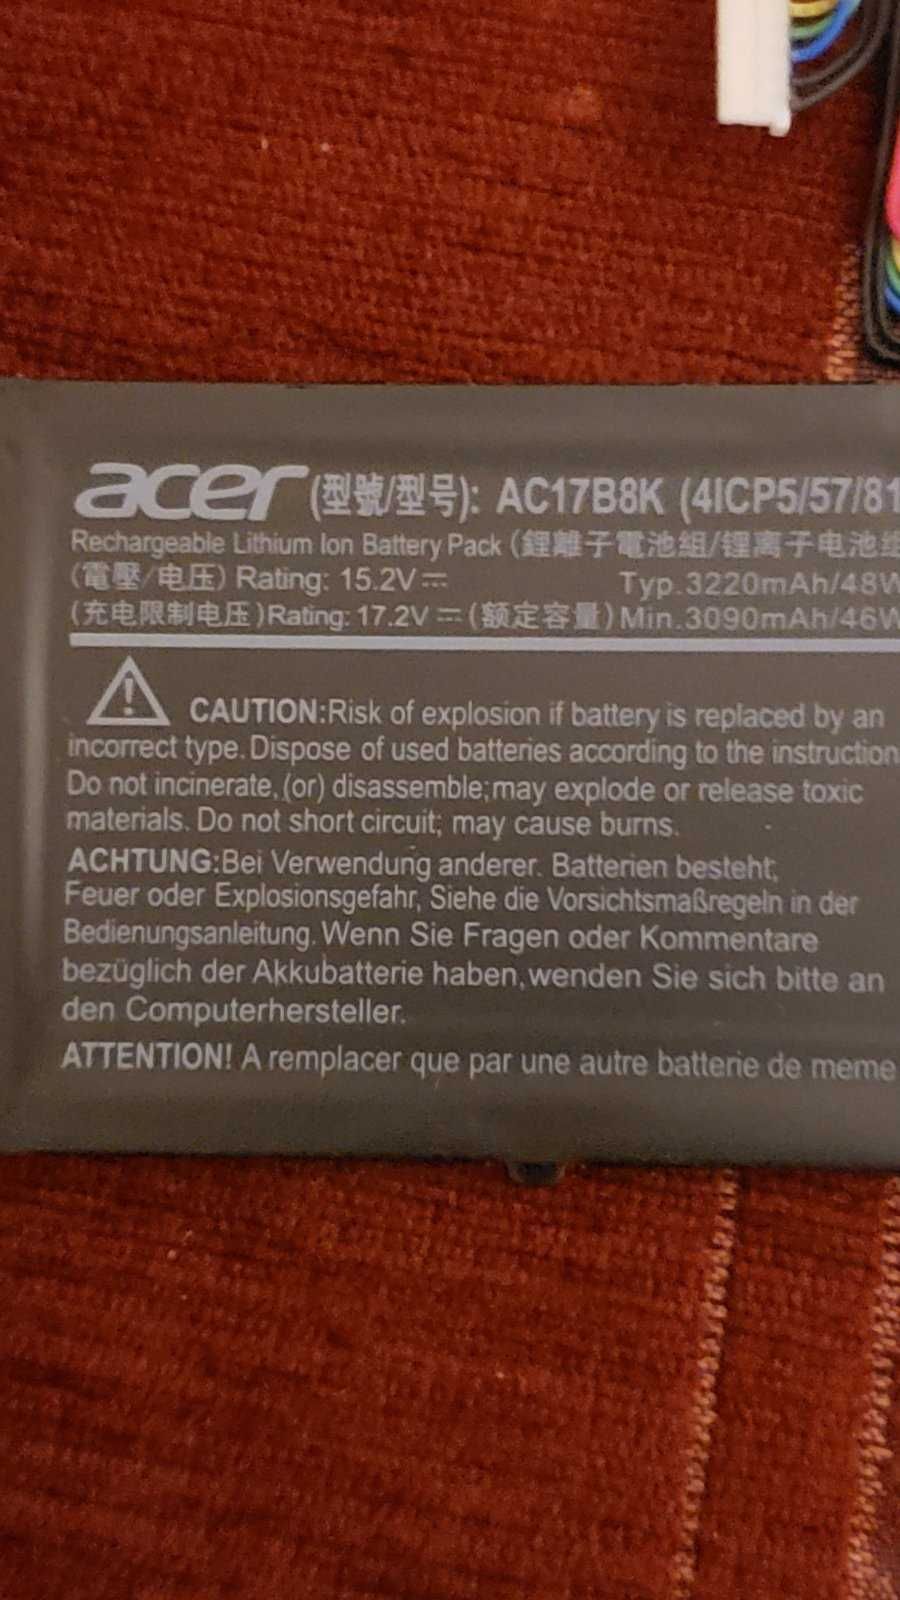 acer (型號/型号): AC17B8K (4ICP5/57/81
Rechargeable Lithium Ion Battery Pack (鋰離子電池組/锂离子电池组
(電壓/电压) Rating: 15.2V⎓ Typ.3220mAh/48W
(充电限制电压)Rating: 17.2V⎓(额定容量)Min.3090mAh/46W
CAUTION:Risk of explosion if battery is replaced by an
incorrect type. Dispose of used batteries according to the instruction
Do not incinerate, (or) disassemble;may explode or release toxic
materials. Do not short circuit; may cause burns.
ACHTUNG:Bei Verwendung anderer. Batterien besteht;
Feuer oder Explosionsgefahr, Siehe die Vorsichtsmaßregeln in der
Bedienungsanleitung. Wenn Sie Fragen oder Kommentare
bezüglich der Akkubatterie haben,wenden Sie sich bitte an
den Computerhersteller.
ATTENTION! A remplacer que par une autre batterie de meme